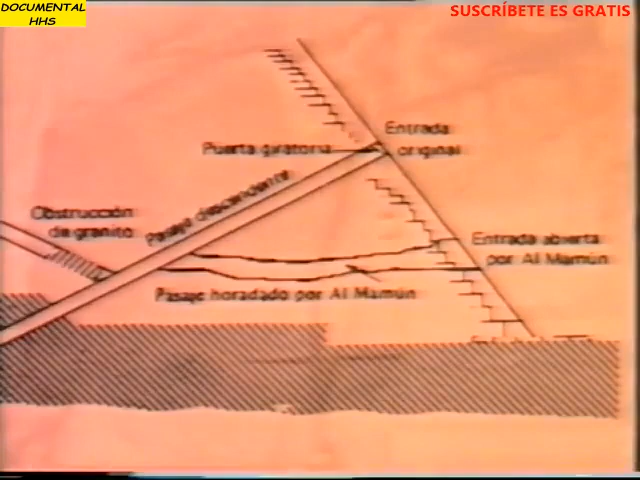 DOCUMENTAL
HHS
SUSCRÍBETE ES GRATIS
Entrada
original
Puerta giratoria
Pasaje descendente
Obstrucción
de granito
Entrada abierta
por Al Mamún
Pasaje horadado por Al Mamún